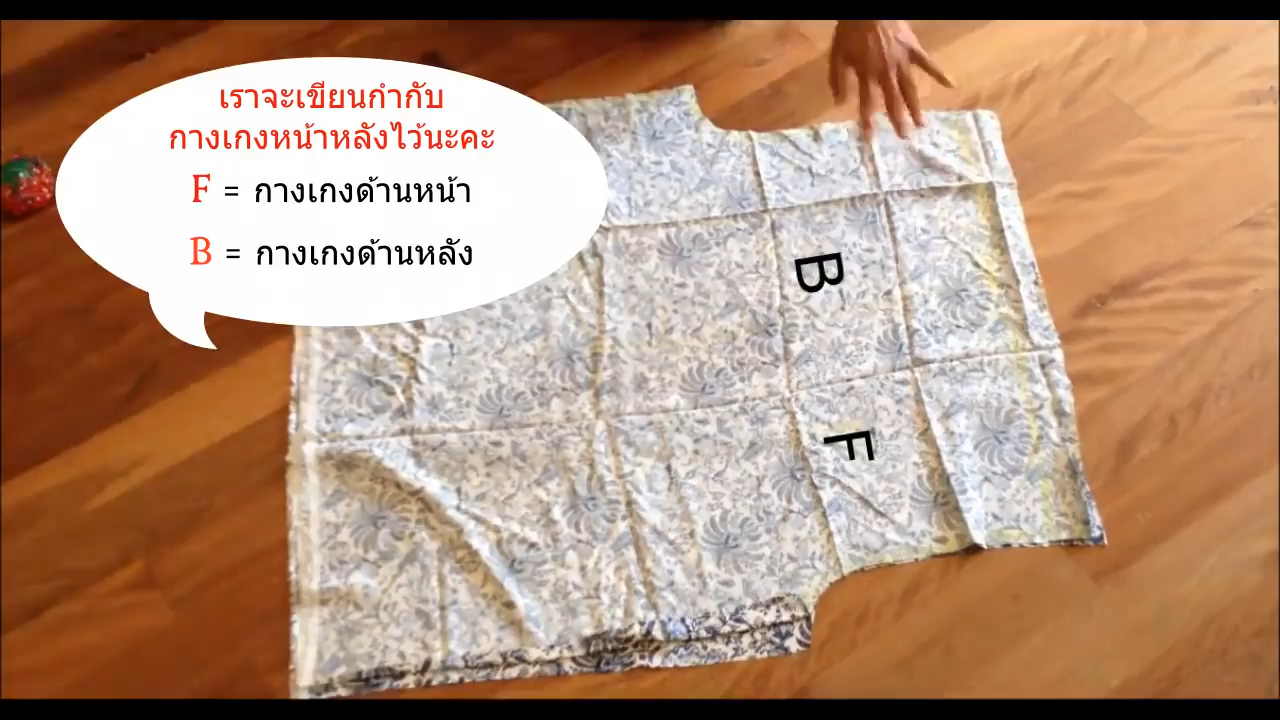 เราจะเขียนกำกับ
กางเกงหน้าหลังไว้นะคะ
F = กางเกงด้านหน้า
B = กางเกงด้านหลัง
B
F